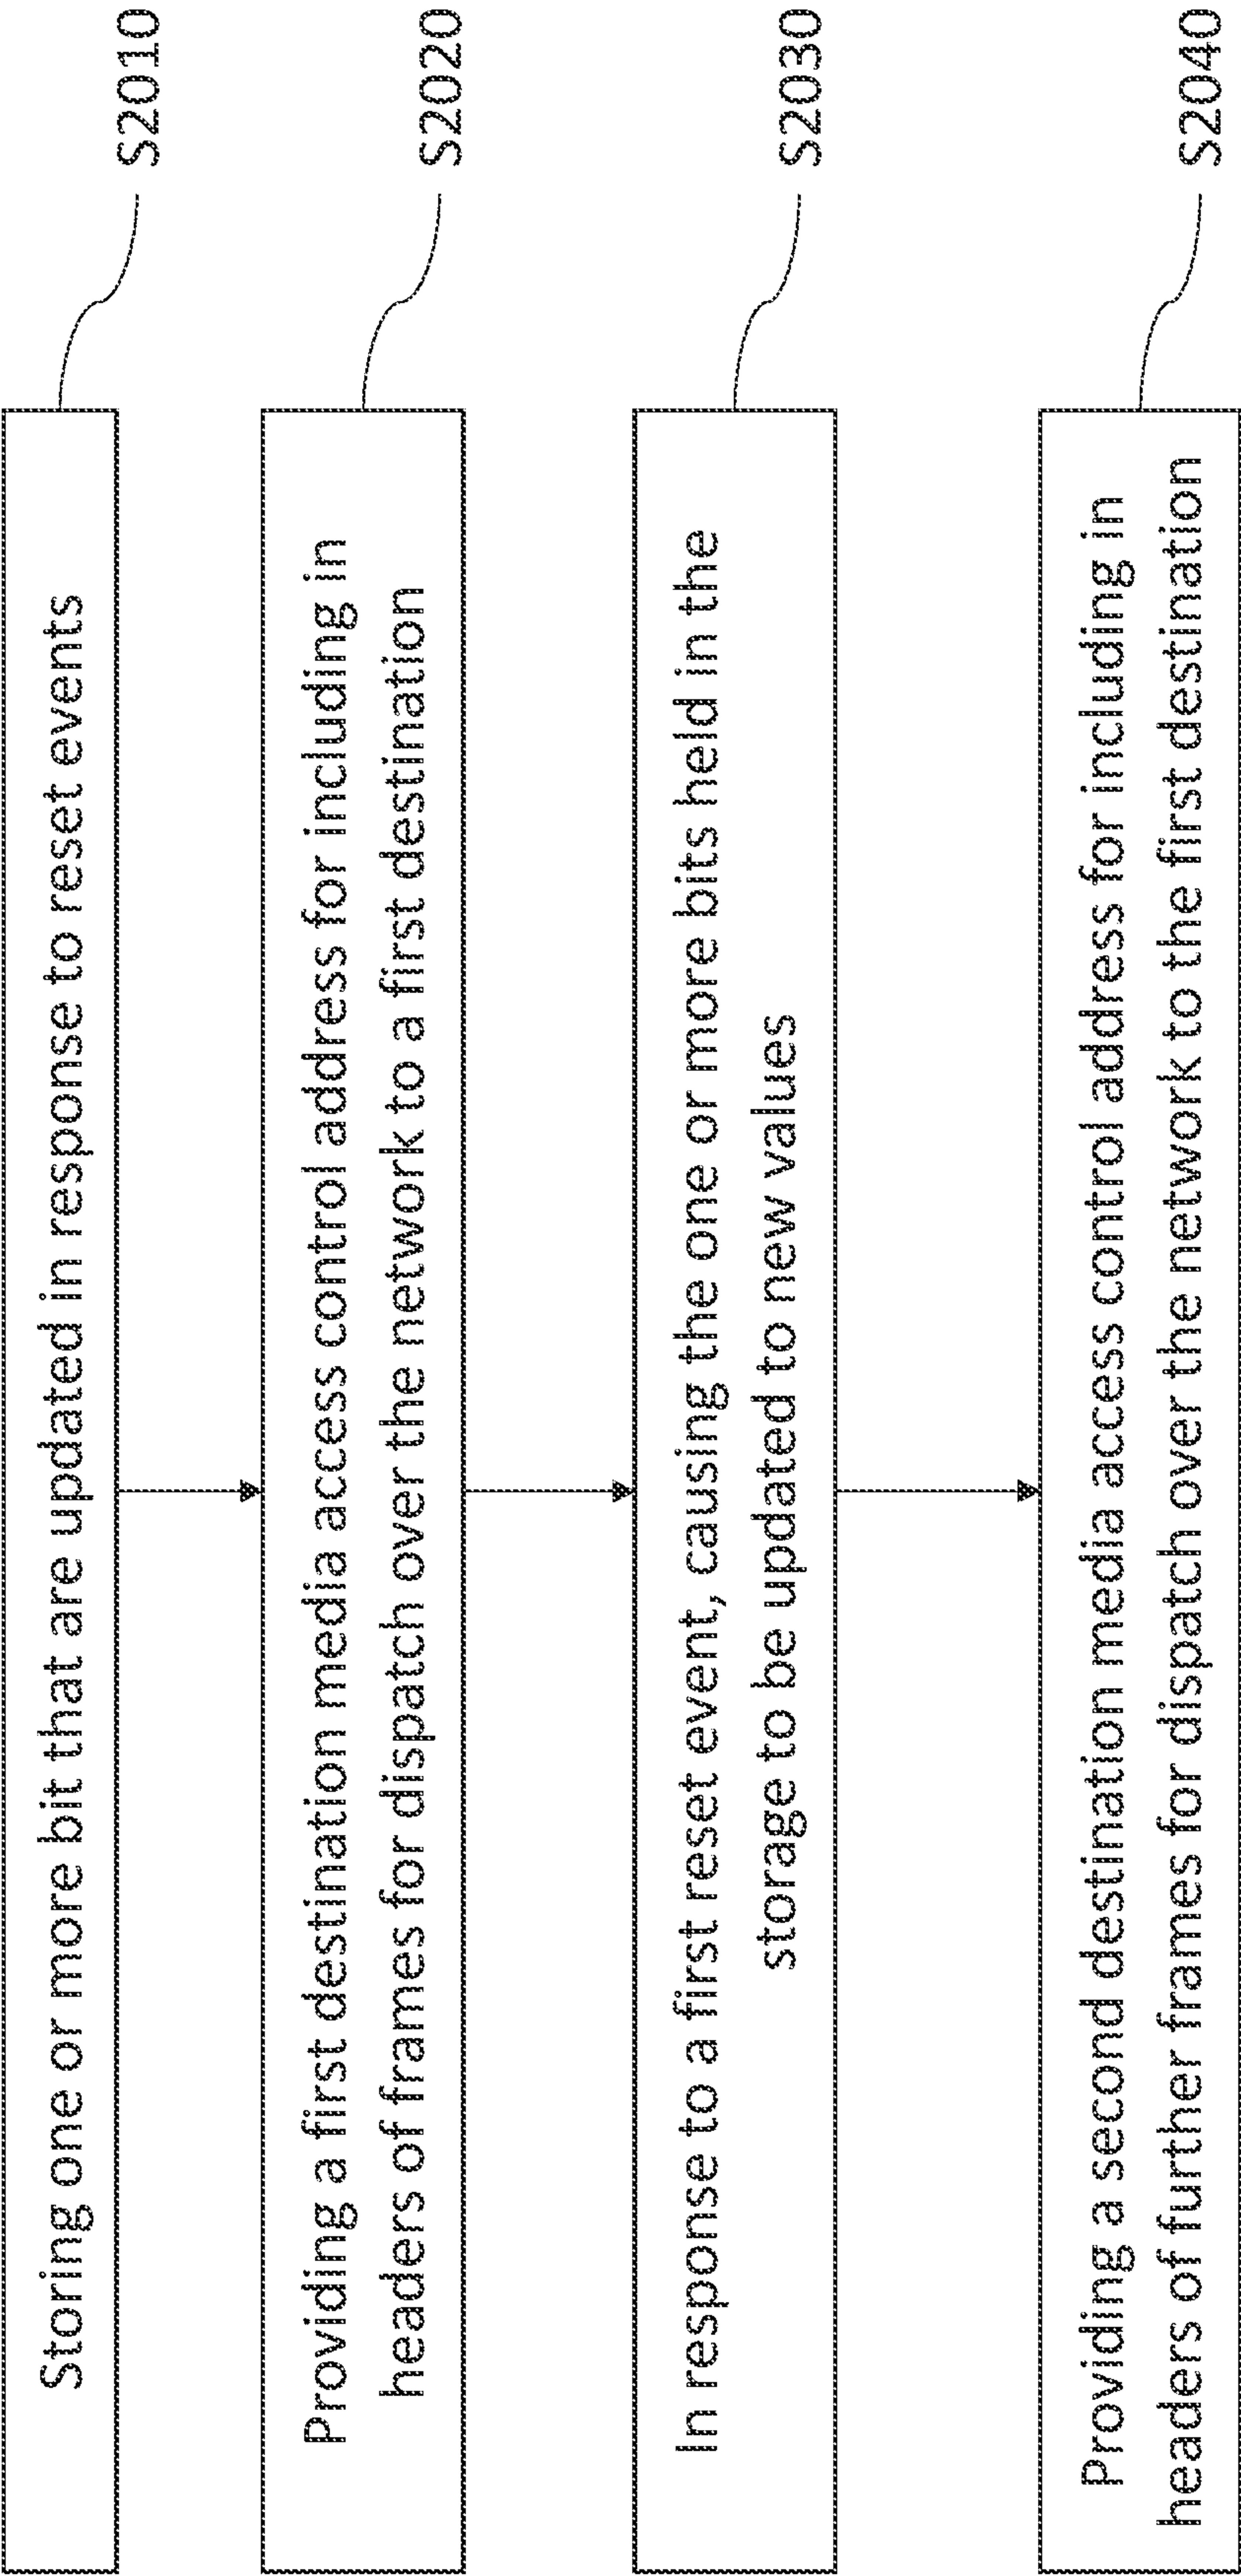 Storing one or more bit that are updated in response to reset events
S2010
Providing a first destination media access control address for including in
headers of frames for dispatch over the network to a first destination
S2020
In response to a first reset event, causing the one or more bits held in the
storage to be updated to new values
S2030
Providing a second destination media access control address for including in
headers of further frames for dispatch over the network to the first destination
S2040